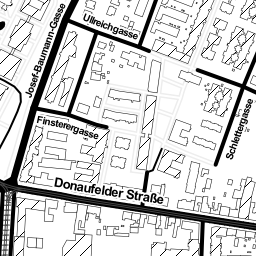 Ullreichgasse
Josef-Baumann-Gasse
Schlettergasse
Finsterergasse
Donaufelder Straße